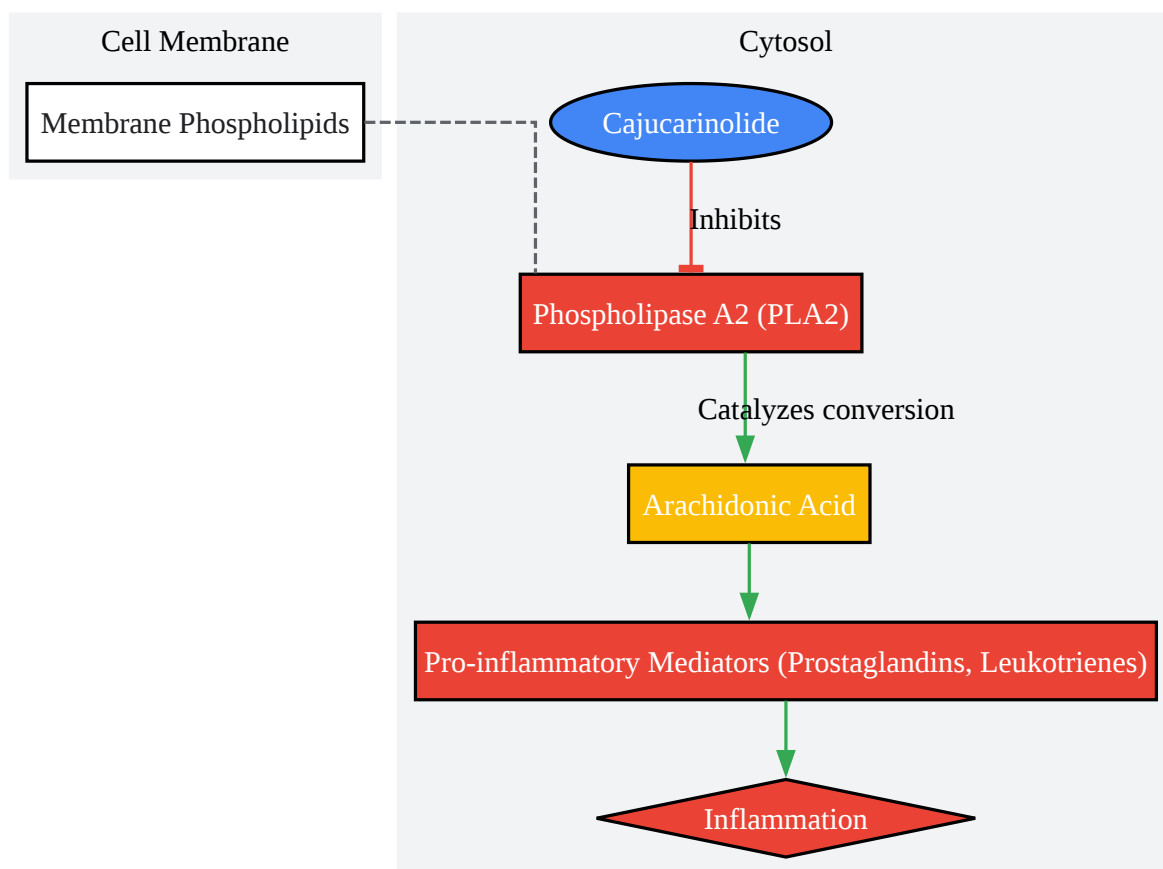 Cell Membrane
Cytosol
Membrane Phospholipids
Cajucarinolide
Inhibits
Phospholipase A2 (PLA2)
Catalyzes conversion
Arachidonic Acid
Pro-inflammatory Mediators (Prostaglandins, Leukotrienes)
Inflammation